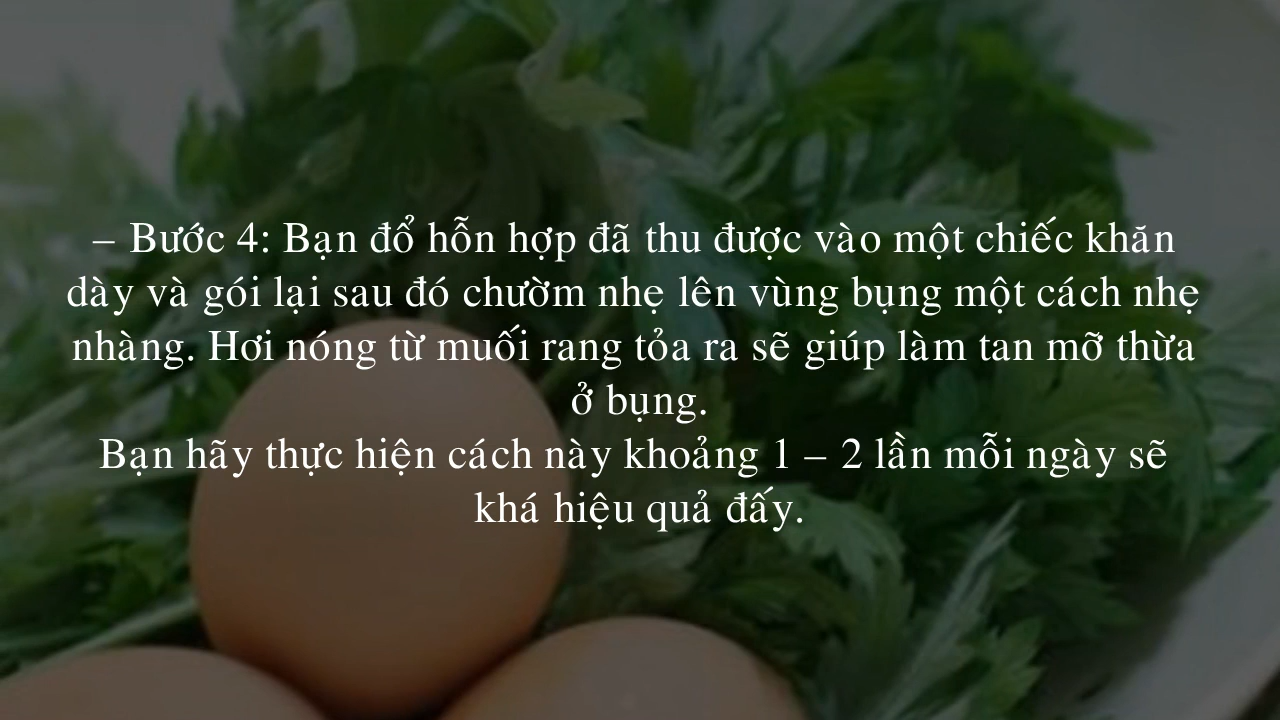 – Bước 4: Bạn đổ hỗn hợp đã thu được vào một chiếc khăn
dày và gói lại sau đó chườm nhẹ lên vùng bụng một cách nhẹ
nhàng. Hơi nóng từ muối rang tỏa ra sẽ giúp làm tan mỡ thừa
ở bụng.
Bạn hãy thực hiện cách này khoảng 1 – 2 lần mỗi ngày sẽ
khá hiệu quả đấy.